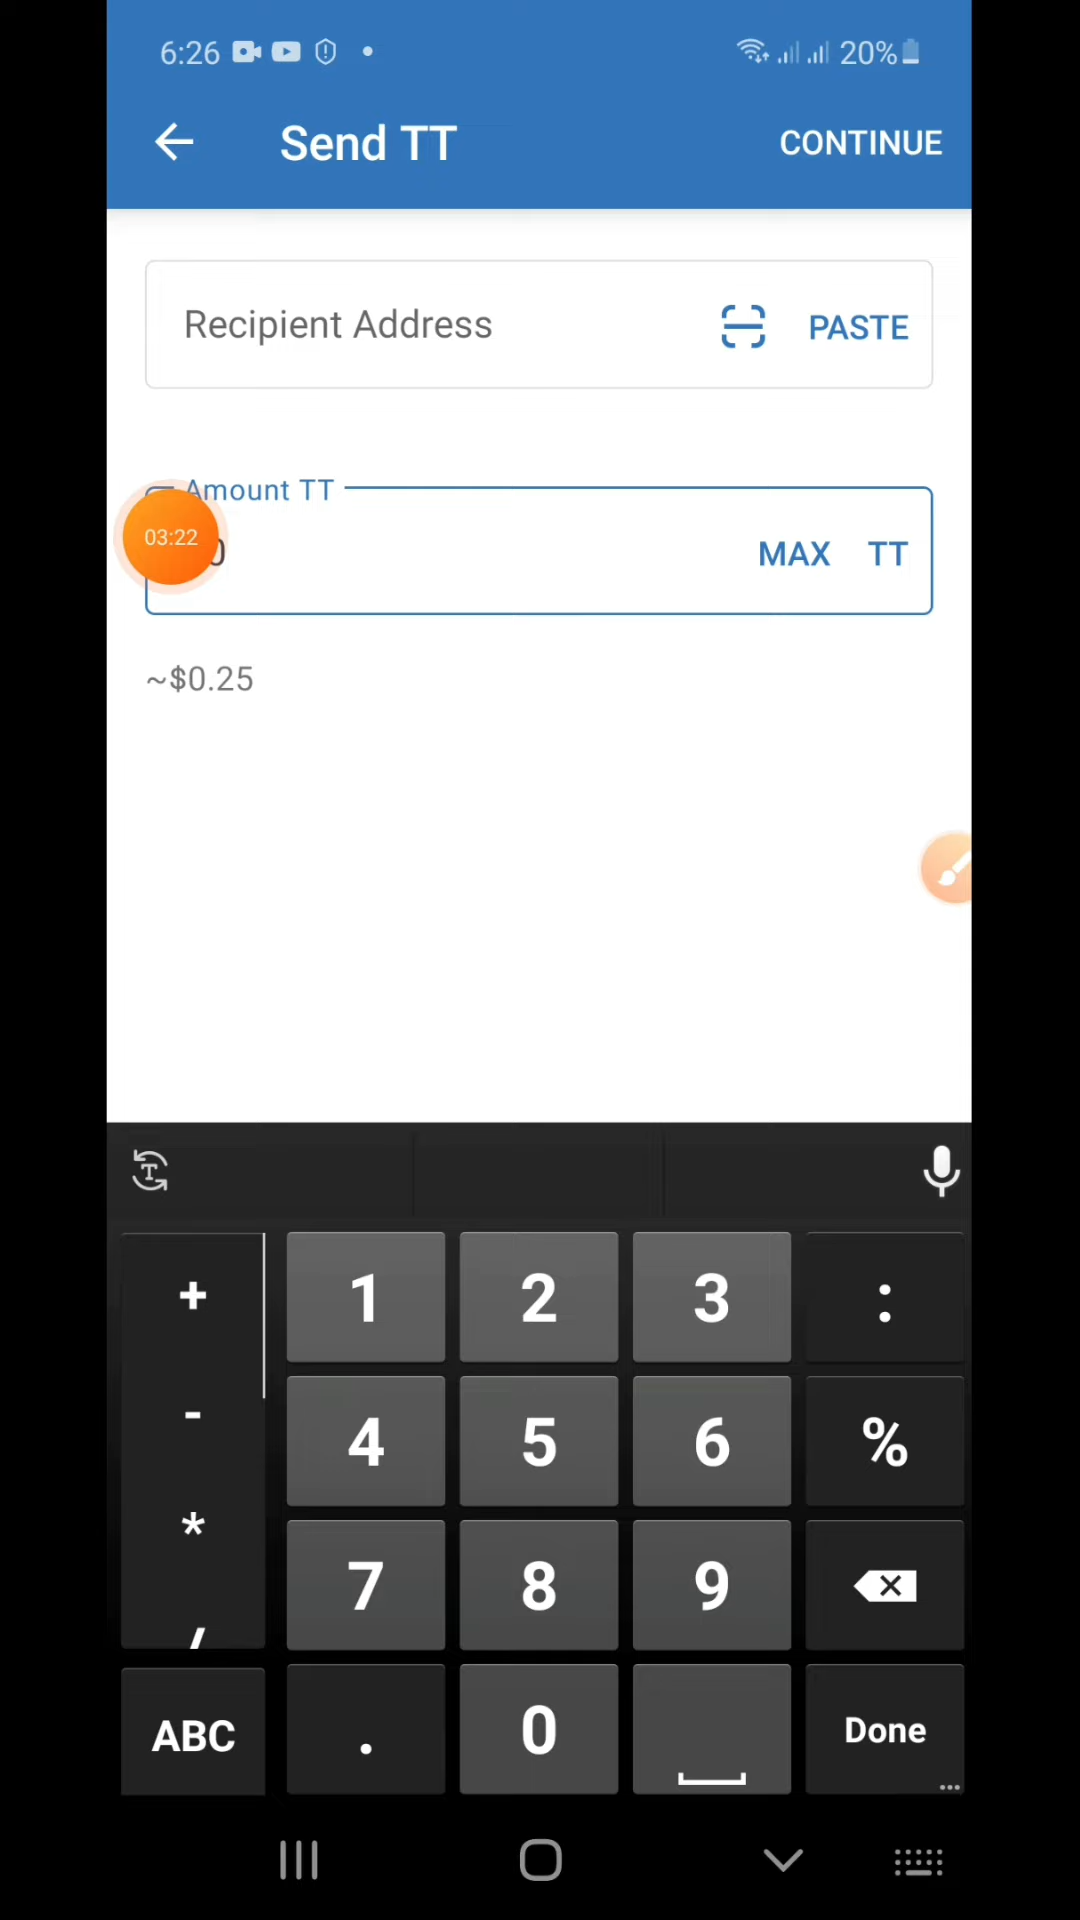 6:26 20%
Send TT CONTINUE
Recipient Address PASTE
Amount TT
03:22 0 MAX TT
~$0.25
+ 1 2 3 :
- 4 5 6 %
* 7 8 9
/
ABC . 0 Done